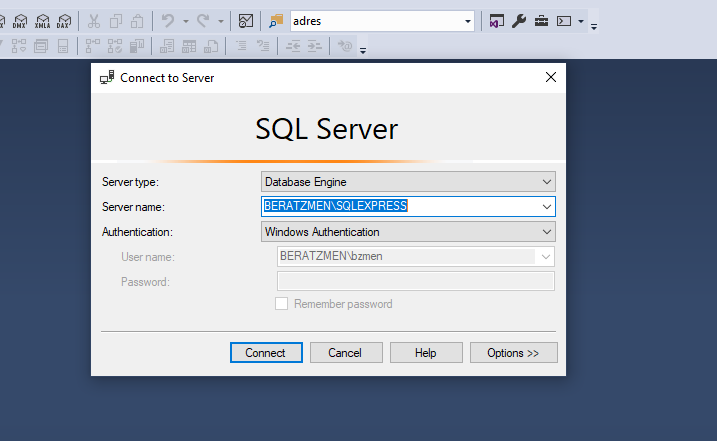 DMX XMLA DAX adres
Connect to Server
SQL Server
Server type: Database Engine
Server name: BERATZMEN\SQLEXPRESS
Authentication: Windows Authentication
User name: BERATZMEN\bzmen
Password:
Remember password
Connect Cancel Help Options >>